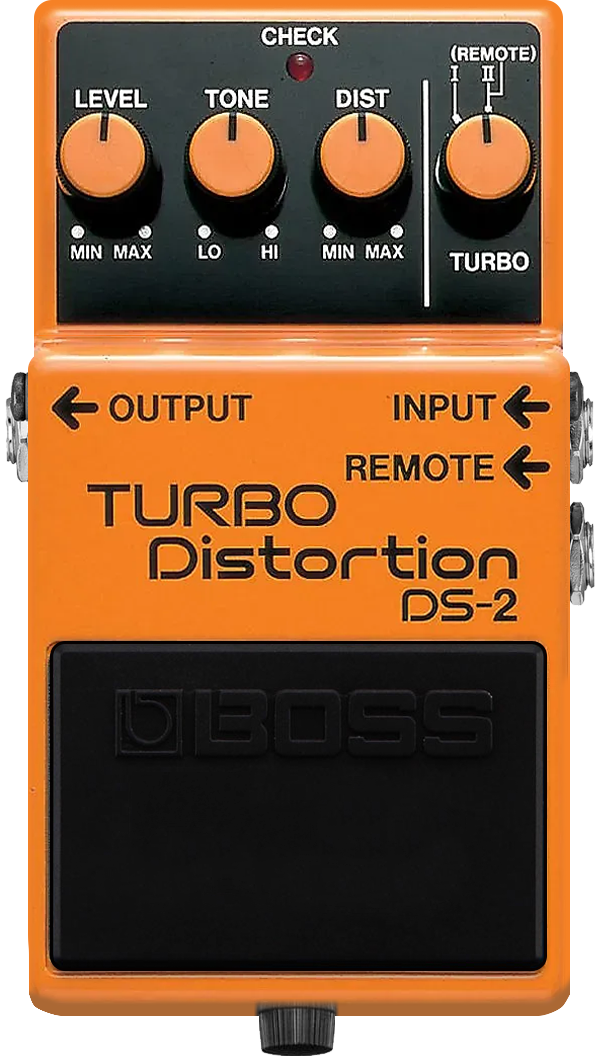 CHECK
(REMOTE)
I II
LEVEL TONE DIST
MIN MAX LO HI MIN MAX
TURBO
OUTPUT INPUT
REMOTE
TURBO
Distortion
DS-2
BOSS